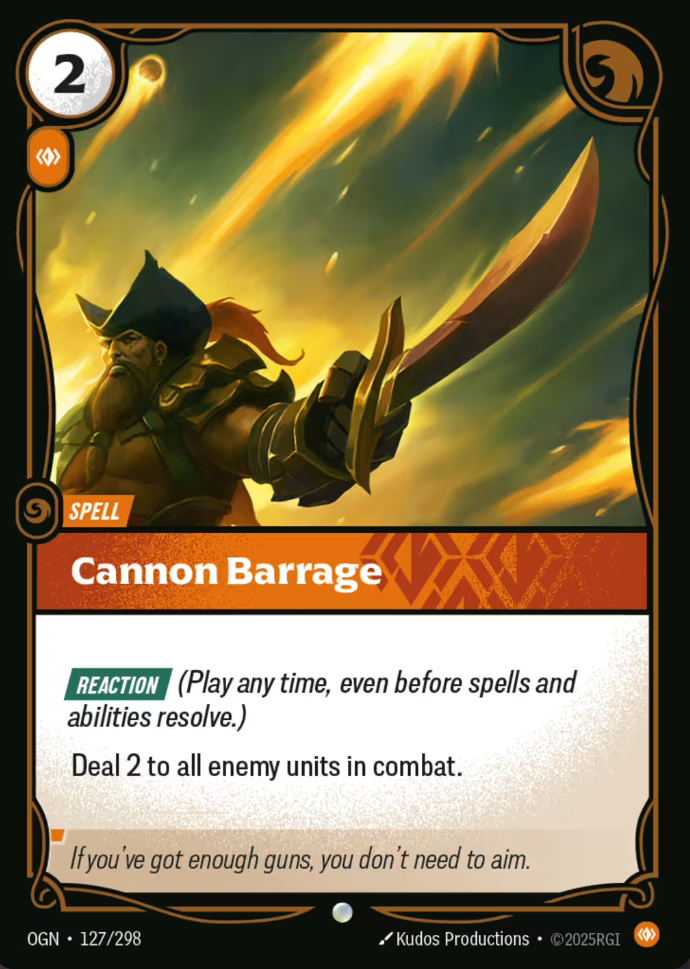 2
SPELL
Cannon Barrage
REACTION (Play any time, even before spells and
abilities resolve.)
Deal 2 to all enemy units in combat.
If you've got enough guns, you don't need to aim.
OGN • 127/298
Kudos Productions • ©2025RGI